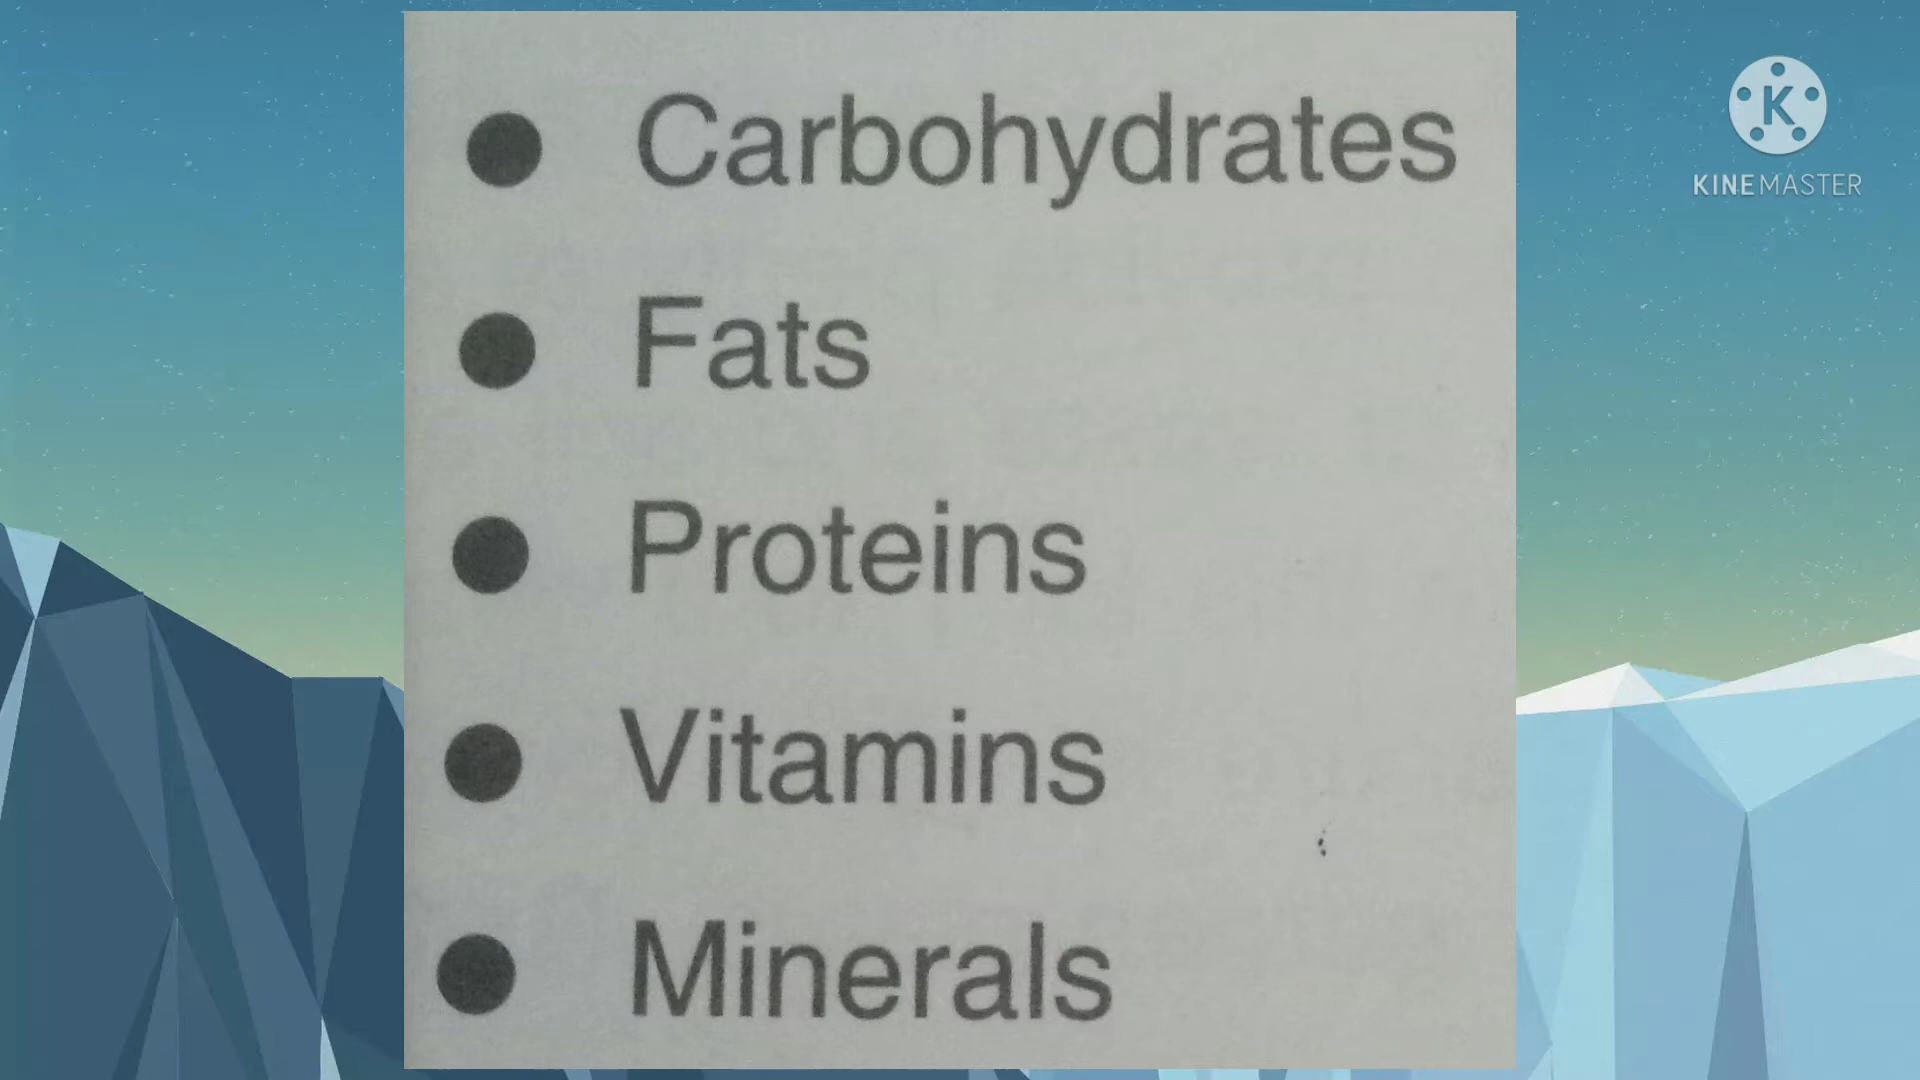 ● Carbohydrates
● Fats
● Proteins
● Vitamins
● Minerals
K
KINEMASTER